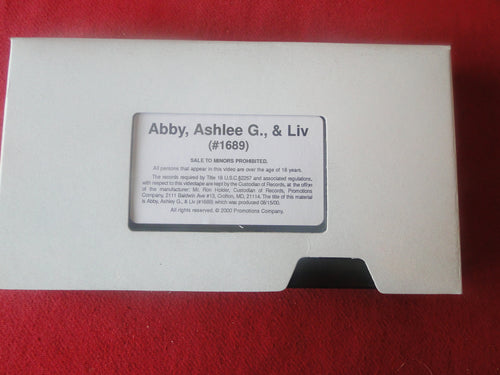 Abby, Ashlee G., & Liv
(#1689)
SALE TO MINORS PROHIBITED.
All persons that appear in this video are over the age of 18 years.
The records required by Title 18 U.S.C.§2257 and associated regulations,
with respect to this videotape are kept by the Custodian of Records, at the office
of the manufacturer; Mr. Ron Holder, Custodian of Records, Promotions
Company, 2111 Baldwin Ave #13, Crofton, MD, 21114. The title of this material
is Abby, Ashlee G., & Liv (#1689) which was produced 08/15/00.
All rights reserved. © 2000 Promotions Company.